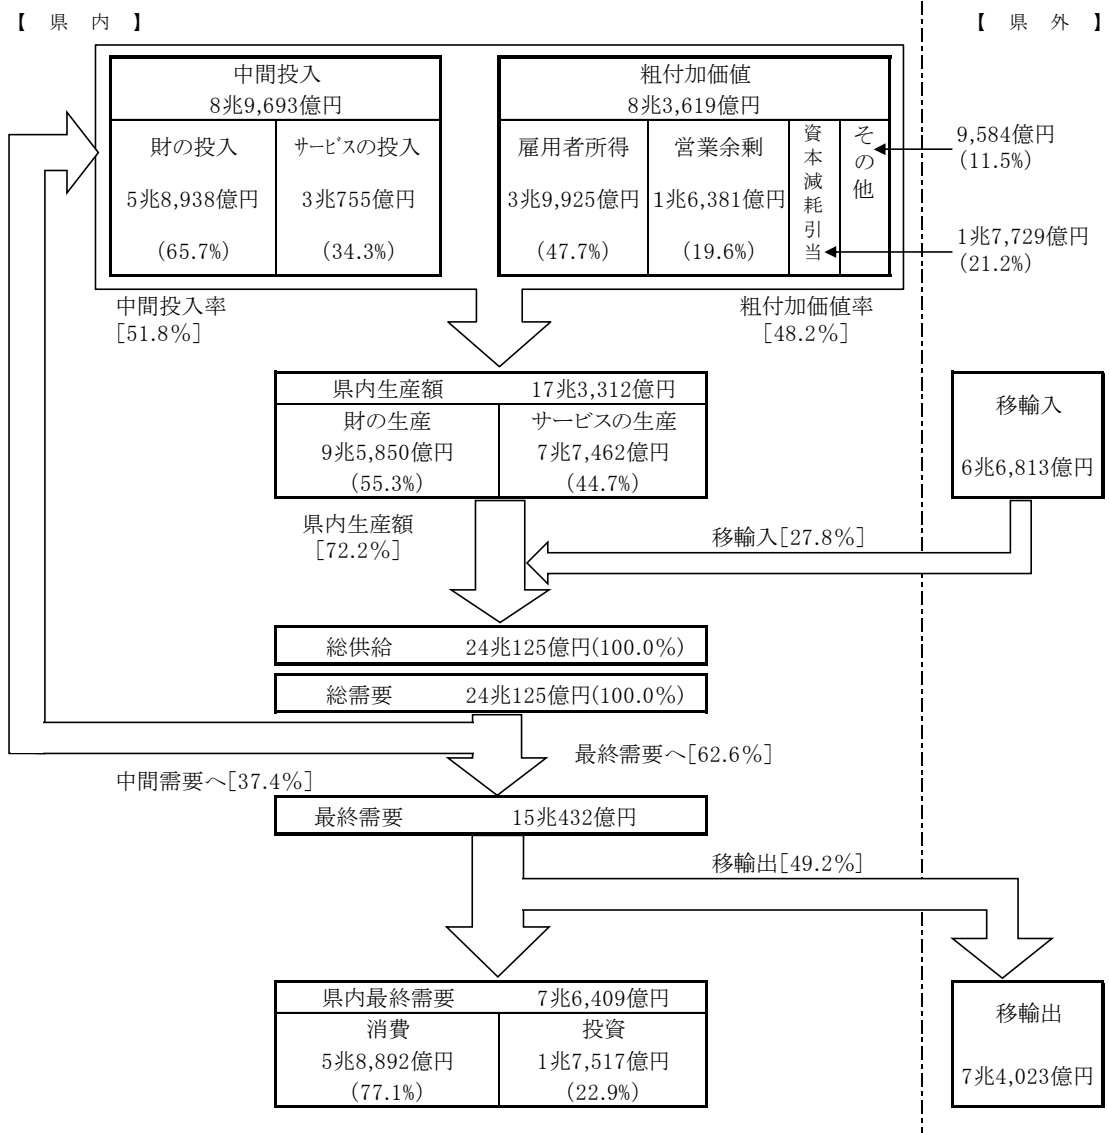 【 県 内 】
【 県 外 】
中間投入
8兆9,693億円
財の投入
5兆8,938億円
(65.7%)
サービスの投入
3兆755億円
(34.3%)
粗付加価値
8兆3,619億円
雇用者所得
3兆9,925億円
(47.7%)
営業余剰
1兆6,381億円
(19.6%)
資本減耗引当
その他
9,584億円
(11.5%)
1兆7,729億円
(21.2%)
中間投入率
[51.8%]
粗付加価値率
[48.2%]
県内生産額 17兆3,312億円
財の生産
9兆5,850億円
(55.3%)
サービスの生産
7兆7,462億円
(44.7%)
移輸入
6兆6,813億円
県内生産額
[72.2%]
移輸入[27.8%]
総供給 24兆125億円(100.0%)
総需要 24兆125億円(100.0%)
最終需要へ[62.6%]
中間需要へ[37.4%]
最終需要 15兆432億円
移輸出[49.2%]
県内最終需要 7兆6,409億円
消費
5兆8,892億円
(77.1%)
投資
1兆7,517億円
(22.9%)
移輸出
7兆4,023億円